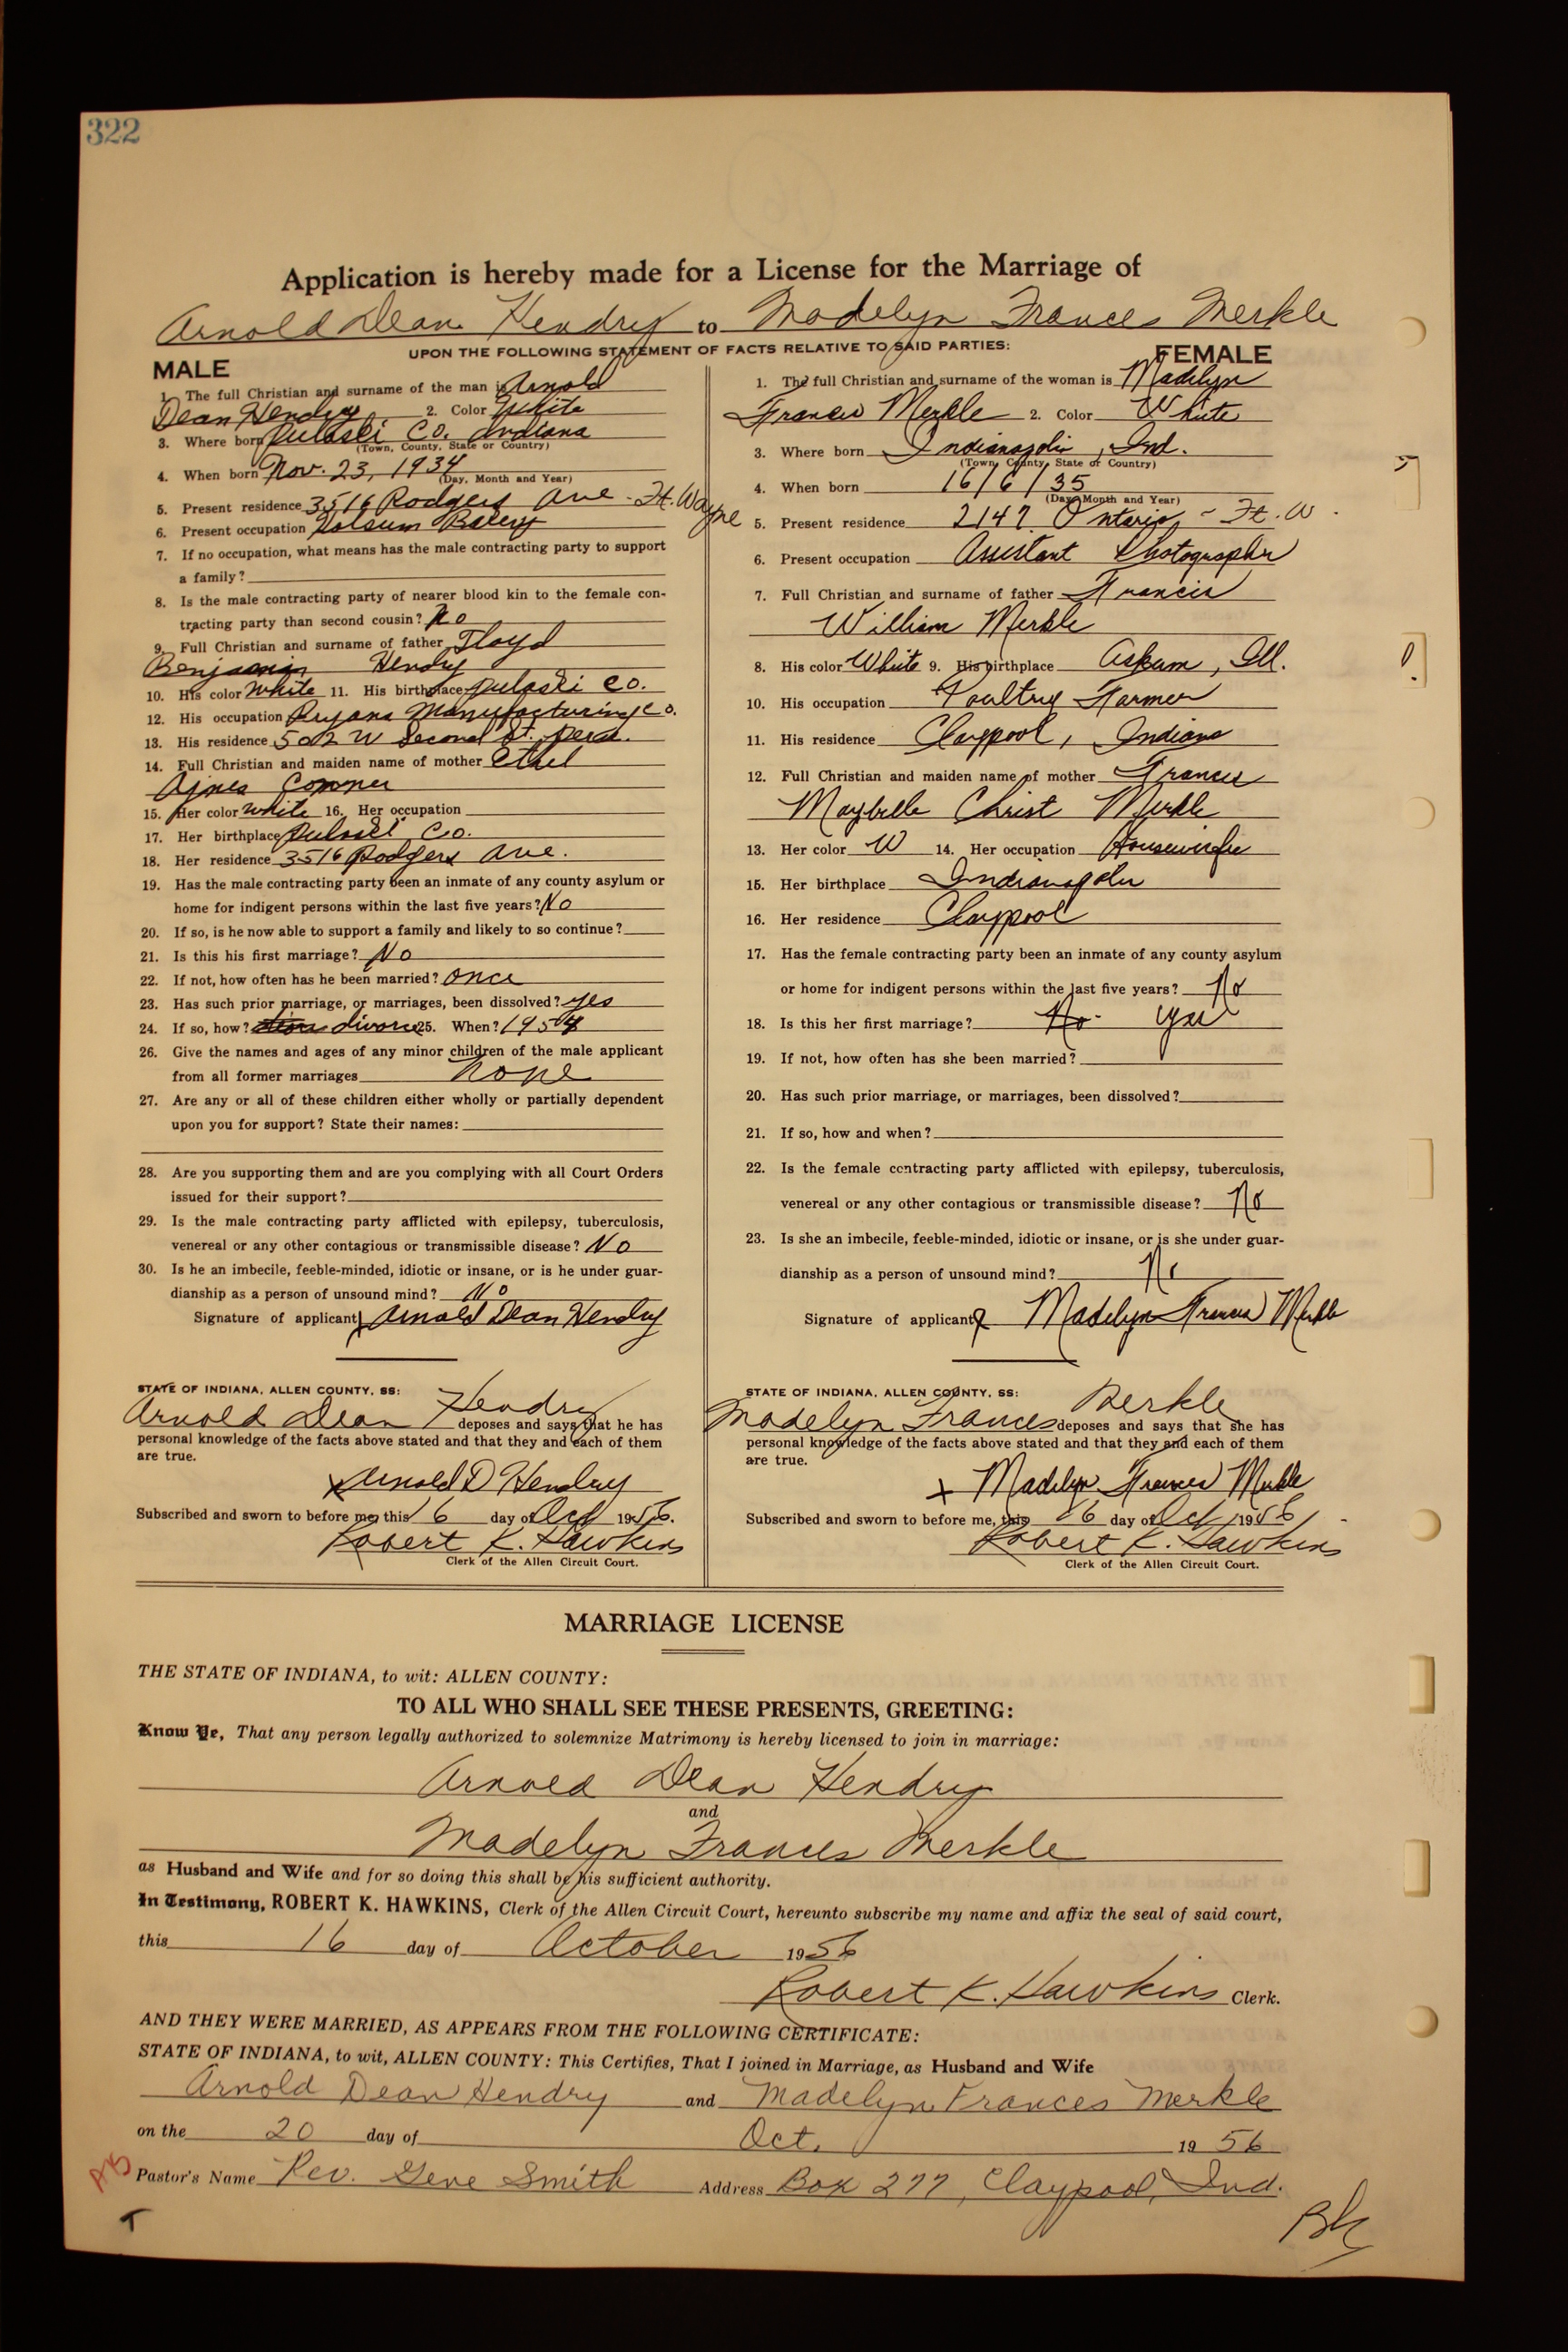 322
Application is hereby made for a License for the Marriage of
Arnold Dean Hendry to Madelyn Frances Merkle
UPON THE FOLLOWING STATEMENT OF FACTS RELATIVE TO SAID PARTIES:
MALE
1. The full Christian and surname of the man is Arnold
Dean Hendry 2. Color White
3. Where born Pulaski Co. Indiana
(Town, County, State or Country)
4. When born Nov. 23, 1934
(Day, Month and Year)
5. Present residence 3516 Rodgers Ave - Ft. Wayne
6. Present occupation Holsum Bakery
7. If no occupation, what means has the male contracting party to support
a family?
8. Is the male contracting party of nearer blood kin to the female con-
tracting party than second cousin? No
9. Full Christian and surname of father Floyd
Benjamin Hendry
10. His color White 11. His birthplace Pulaski Co.
12. His occupation Manufacturing Co.
13. His residence 502 W Second St.
14. Full Christian and maiden name of mother Ethel
Agnes Conner
15. Her color White 16. Her occupation
17. Her birthplace Pulaski Co.
18. Her residence 3516 Rodgers Ave.
19. Has the male contracting party been an inmate of any county asylum or
home for indigent persons within the last five years? No
20. If so, is he now able to support a family and likely to so continue?
21. Is this his first marriage? No
22. If not, how often has he been married? Once
23. Has such prior marriage, or marriages, been dissolved? yes
24. If so, how? divorce 25. When? 1954
26. Give the names and ages of any minor children of the male applicant
from all former marriages none
27. Are any or all of these children either wholly or partially dependent
upon you for support? State their names:
28. Are you supporting them and are you complying with all Court Orders
issued for their support?
29. Is the male contracting party afflicted with epilepsy, tuberculosis,
venereal or any other contagious or transmissible disease? No
30. Is he an imbecile, feeble-minded, idiotic or insane, or is he under guar-
dianship as a person of unsound mind? No
Signature of applicant Arnold Dean Hendry
STATE OF INDIANA, ALLEN COUNTY, SS:
Arnold Dean Hendry deposes and says that he has
personal knowledge of the facts above stated and that they and each of them
are true.
x Arnold D Hendry
Subscribed and sworn to before me, this 16 day of Oct 1956.
Robert K. Hawkins
Clerk of the Allen Circuit Court.
FEMALE
1. The full Christian and surname of the woman is Madelyn
Frances Merkle 2. Color White
3. Where born Indianapolis, Ind.
(Town, County, State or Country)
4. When born 16/6/35
(Day, Month and Year)
5. Present residence 2147 Ontario - Ft. W.
6. Present occupation Assistant Photographer
7. Full Christian and surname of father Francis
William Merkle
8. His color White 9. His birthplace Askum, Ill.
10. His occupation Poultry Farmer
11. His residence Claypool, Indiana
12. Full Christian and maiden name of mother Frances
Maybelle Christ Merkle
13. Her color W 14. Her occupation Housewife
15. Her birthplace Indianapolis
16. Her residence Claypool
17. Has the female contracting party been an inmate of any county asylum
or home for indigent persons within the last five years? No
18. Is this her first marriage? No yes
19. If not, how often has she been married?
20. Has such prior marriage, or marriages, been dissolved?
21. If so, how and when?
22. Is the female contracting party afflicted with epilepsy, tuberculosis,
venereal or any other contagious or transmissible disease? No
23. Is she an imbecile, feeble-minded, idiotic or insane, or is she under guar-
dianship as a person of unsound mind? No
Signature of applicant Madelyn Frances Merkle
STATE OF INDIANA, ALLEN COUNTY, SS:
Madelyn Frances Merkle deposes and says that she has
personal knowledge of the facts above stated and that they and each of them
are true.
x Madelyn Frances Merkle
Subscribed and sworn to before me, this 16 day of Oct 1956
Robert K. Hawkins
Clerk of the Allen Circuit Court.
MARRIAGE LICENSE
THE STATE OF INDIANA, to wit: ALLEN COUNTY:
TO ALL WHO SHALL SEE THESE PRESENTS, GREETING:
Know Ye, That any person legally authorized to solemnize Matrimony is hereby licensed to join in marriage:
Arnold Dean Hendry
and
Madelyn Frances Merkle
as Husband and Wife and for so doing this shall be his sufficient authority.
In Testimony, ROBERT K. HAWKINS, Clerk of the Allen Circuit Court, hereunto subscribe my name and affix the seal of said court,
this 16 day of October 1956
Robert K. Hawkins Clerk.
AND THEY WERE MARRIED, AS APPEARS FROM THE FOLLOWING CERTIFICATE:
STATE OF INDIANA, to wit, ALLEN COUNTY: This Certifies, That I joined in Marriage, as Husband and Wife
Arnold Dean Hendry and Madelyn Frances Merkle
on the 20 day of Oct. 1956
Pastor's Name Rev. Gene Smith Address Box 277, Claypool, Ind.